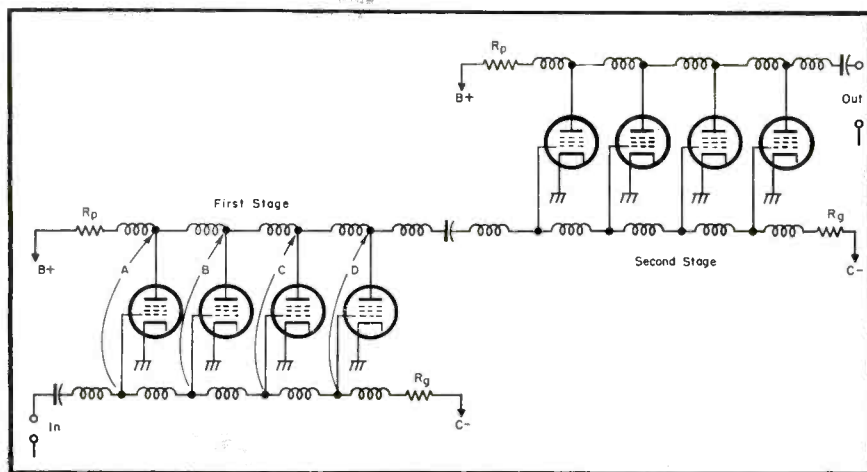 Rp
B+
Out
First Stage
Rp
B+
A
B
C
D
Rg
Second Stage
C-
Rg
In
C-